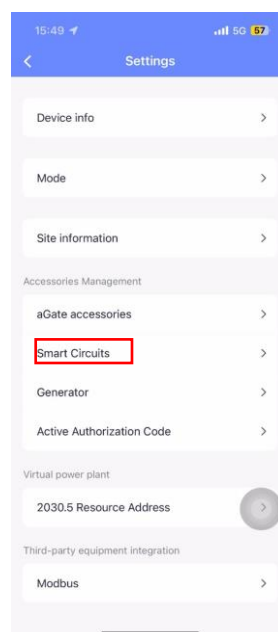 15:49 5G 57
Settings
Device info
Mode
Site information
Accessories Management
aGate accessories
Smart Circuits
Generator
Active Authorization Code
Virtual power plant
2030.5 Resource Address
Third-party equipment integration
Modbus